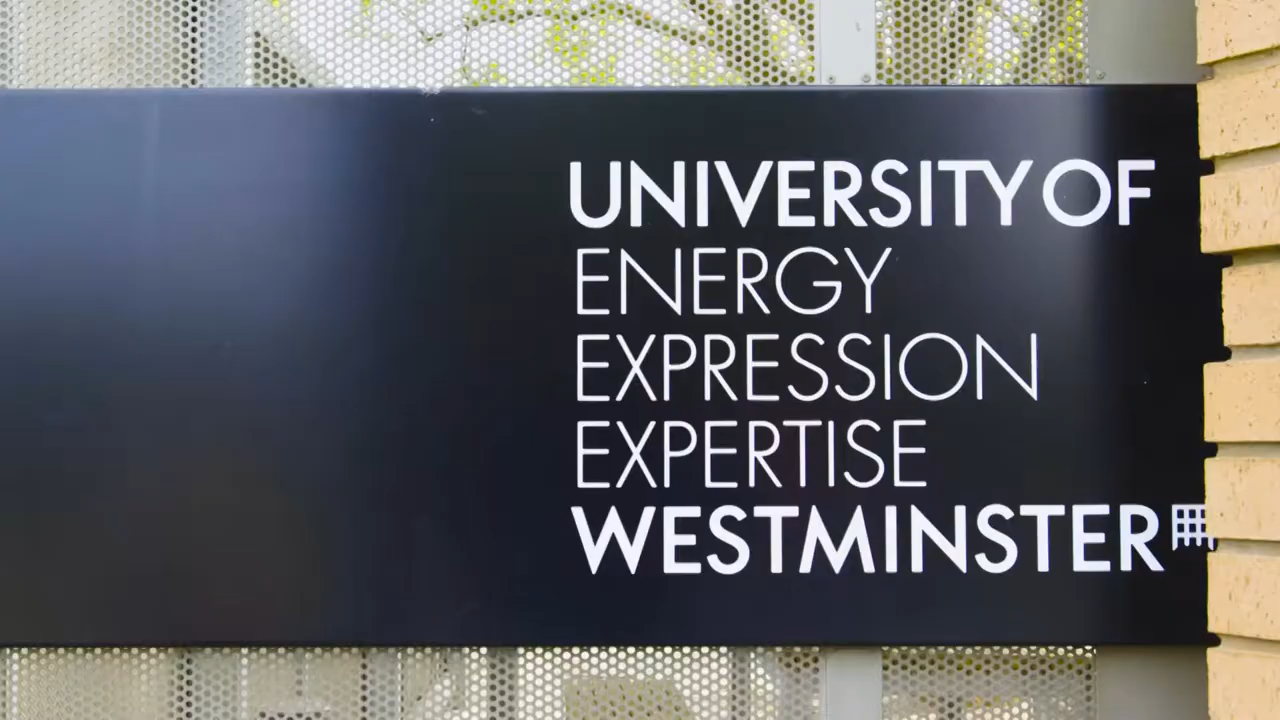 UNIVERSITY OF
ENERGY
EXPRESSION
EXPERTISE
WESTMINSTER